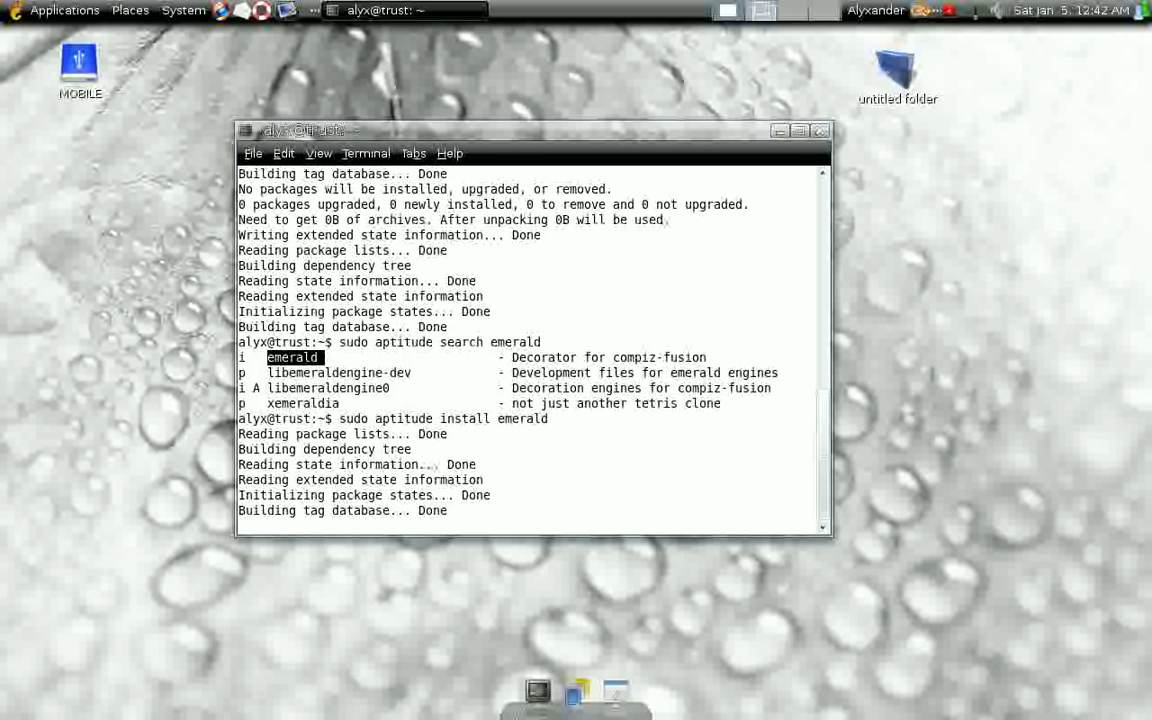 Applications Places System alyx@trust: ~ Alyxander Sat Jan 5, 12:42 AM
MOBILE
untitled folder
alyx@trust: ~
File Edit View Terminal Tabs Help
Building tag database... Done
No packages will be installed, upgraded, or removed.
0 packages upgraded, 0 newly installed, 0 to remove and 0 not upgraded.
Need to get 0B of archives. After unpacking 0B will be used.
Writing extended state information... Done
Reading package lists... Done
Building dependency tree
Reading state information... Done
Reading extended state information
Initializing package states... Done
Building tag database... Done
alyx@trust:~$ sudo aptitude search emerald
i emerald - Decorator for compiz-fusion
p libemeraldengine-dev - Development files for emerald engines
i A libemeraldengine0 - Decoration engines for compiz-fusion
p xemeraldia - not just another tetris clone
alyx@trust:~$ sudo aptitude install emerald
Reading package lists... Done
Building dependency tree
Reading state information... Done
Reading extended state information
Initializing package states... Done
Building tag database... Done